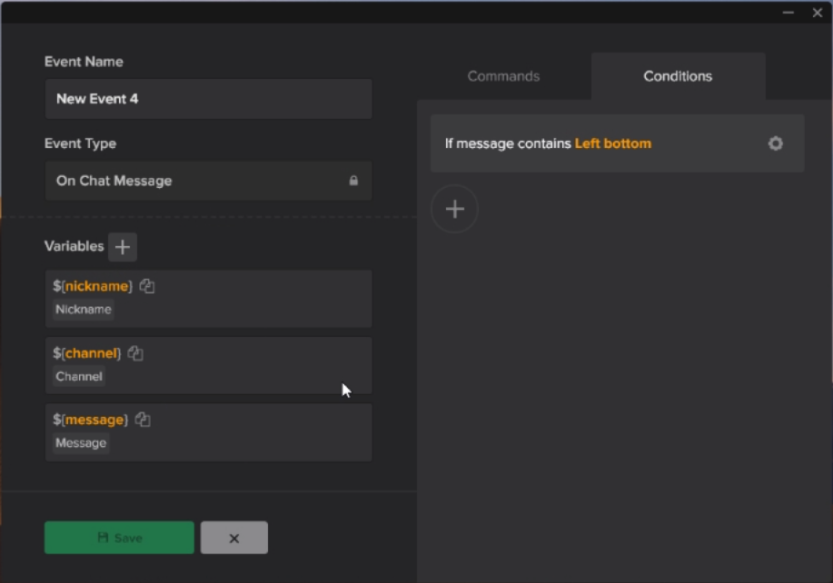 Event Name
New Event 4
Event Type
On Chat Message
Variables
${nickname}
Nickname
${channel}
Channel
${message}
Message
Save
Commands
Conditions
If message contains Left bottom